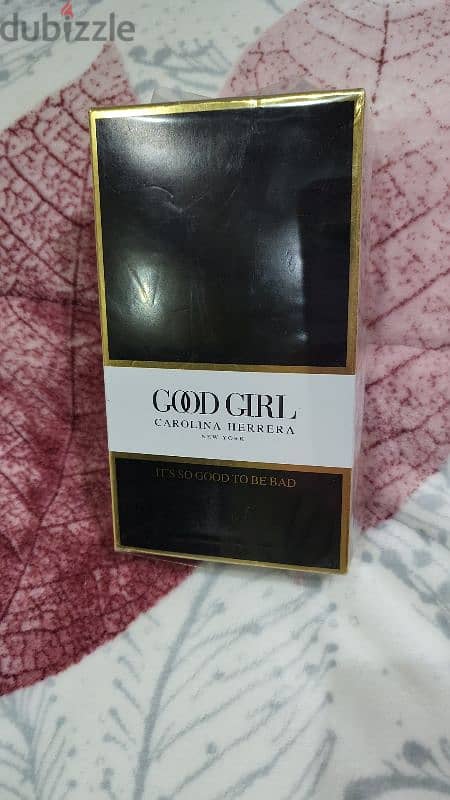 dubizzle
GOOD GIRL
CAROLINA HERRERA
NEW YORK
IT'S SO GOOD TO BE BAD